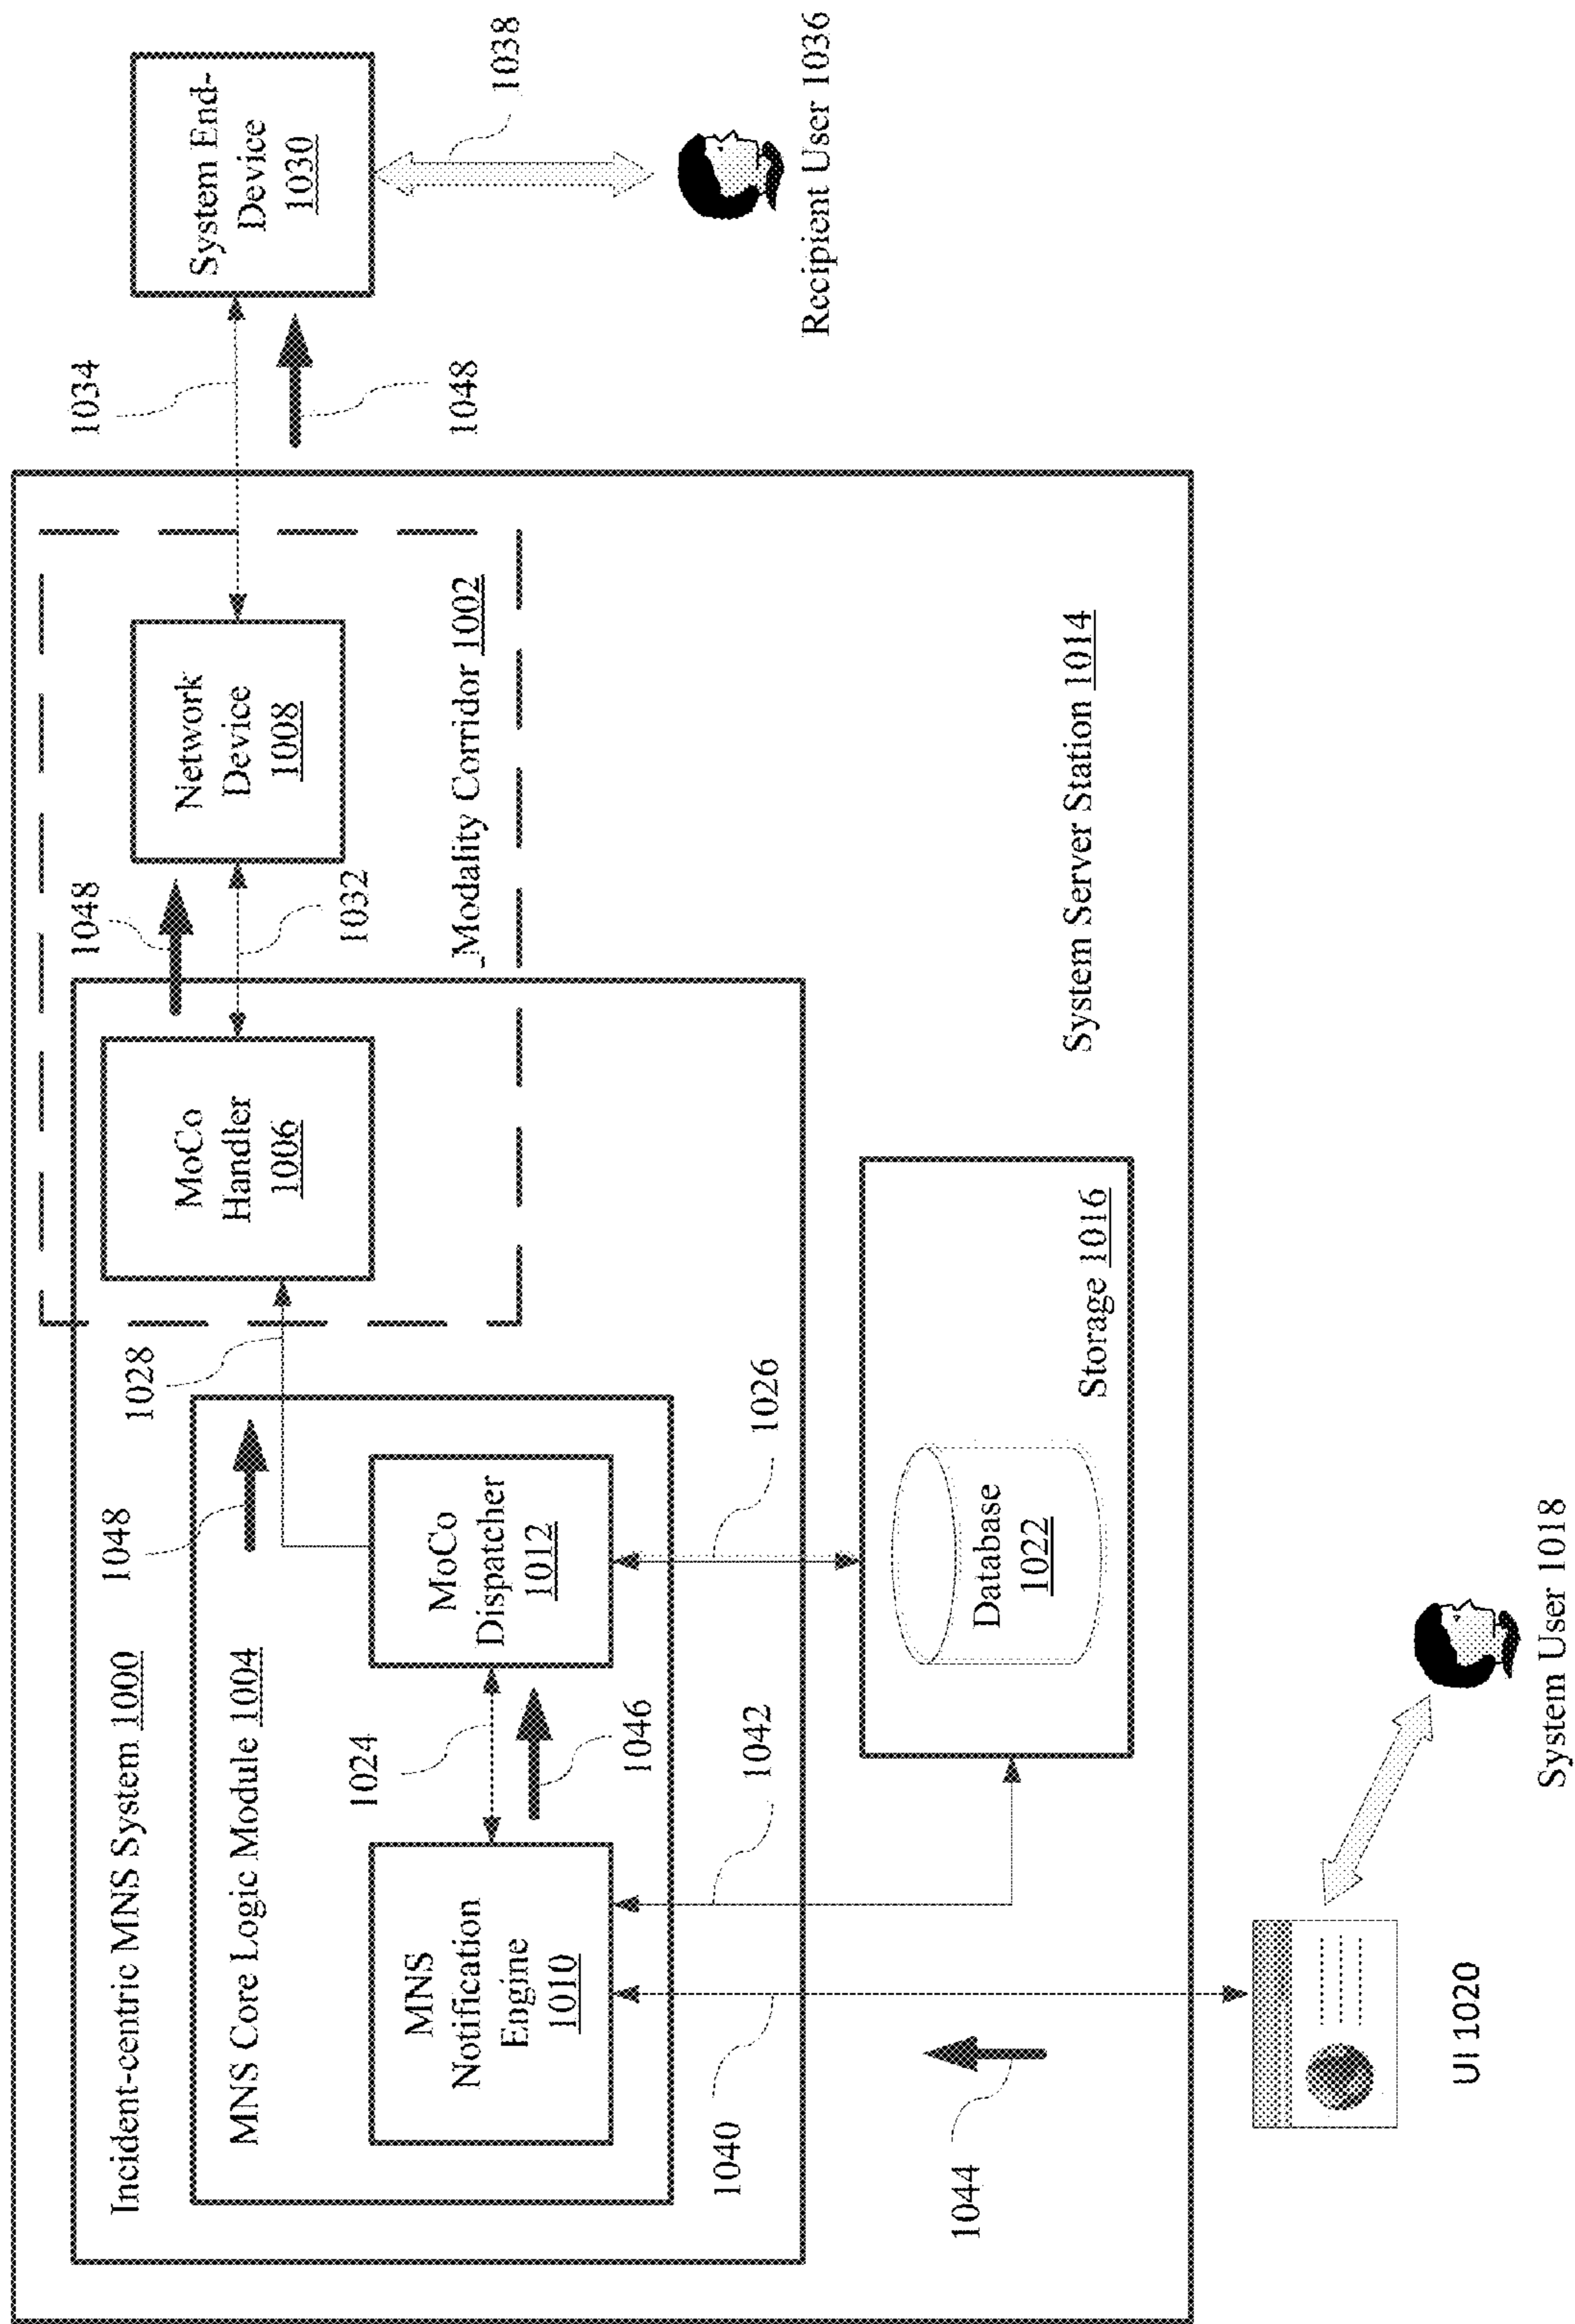 Incident-centric MNS System 1000
MNS Core Logic Module 1004
MNS
Notification
Engine
1010
1024
1046
MoCo
Dispatcher
1012
1048
1028
MoCo
Handler
1006
1048
1032
Network
Device
1008
Modality Corridor 1002
1034
1048
System End-
Device
1030
1038
Recipient User 1036
1040
1042
1026
1044
Database
1022
Storage 1016
System Server Station 1014
UI 1020
System User 1018